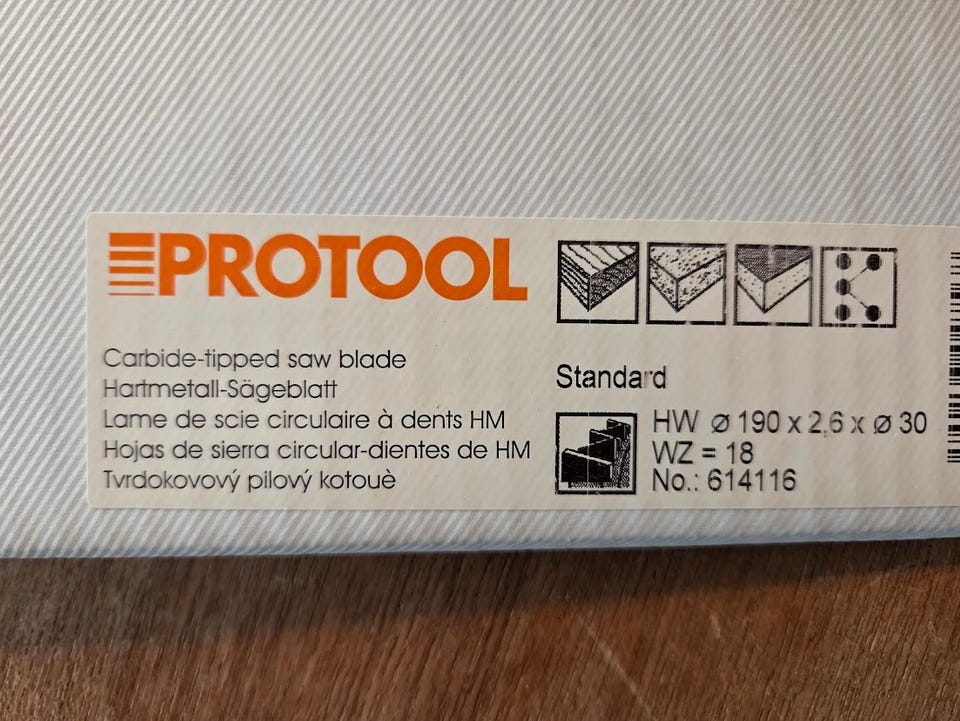 PROTOOL
Carbide-tipped saw blade
Hartmetall-Sägeblatt
Lame de scie circulaire à dents HM
Hojas de sierra circular-dientes de HM
Tvrdokovový pilový kotouè
Standard
HW ⌀ 190 x 2,6 x ⌀ 30
WZ = 18
No.: 614116